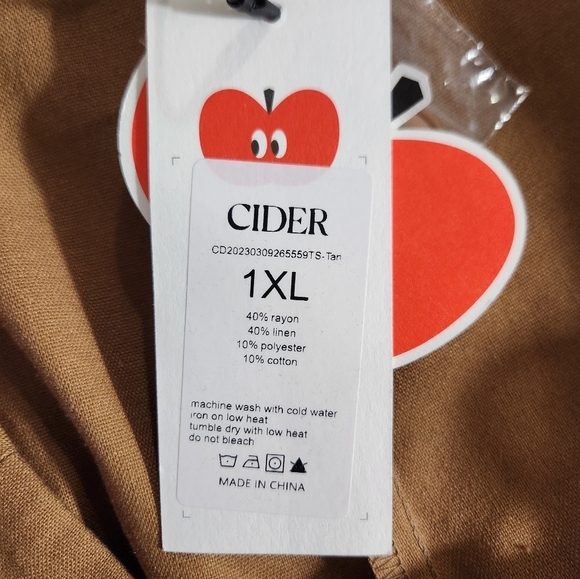 CIDER
CD20230309265559TS-Tan
1XL
40% rayon
40% linen
10% polyester
10% cotton
machine wash with cold water
iron on low heat
tumble dry with low heat
do not bleach
MADE IN CHINA